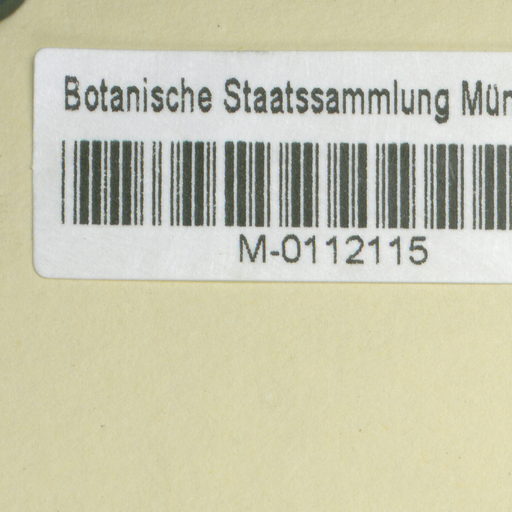 Botanische Staatssammlung Mün
M-0112115